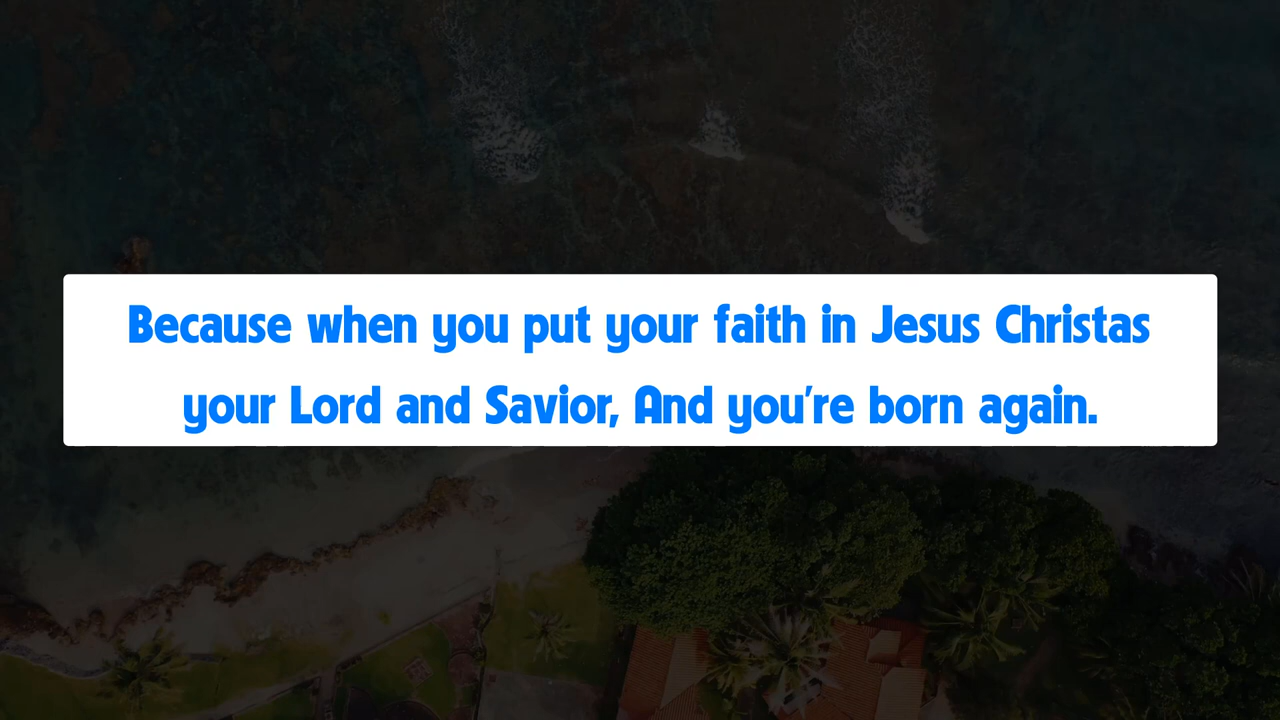 Because when you put your faith in Jesus Christas
your Lord and Savior, And you're born again.